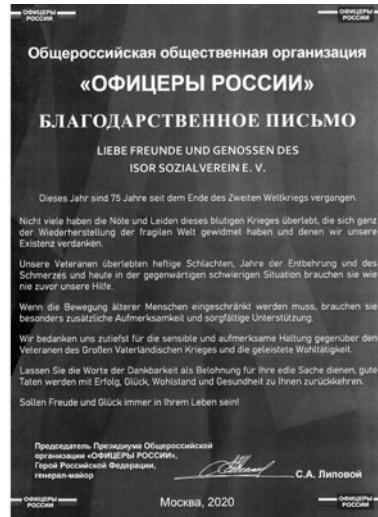 ОФИЦЕРЫ РОССИИ
ОФИЦЕРЫ РОССИИ
Общероссийская общественная организация
«ОФИЦЕРЫ РОССИИ»
БЛАГОДАРСТВЕННОЕ ПИСЬМО
LIEBE FREUNDE UND GENOSSEN DES
ISOR SOZIALVEREIN E. V.
Dieses Jahr sind 75 Jahre seit dem Ende des Zweiten Weltkriegs vergangen.
Nicht viele haben die Nöte und Leiden dieses blutigen Krieges überlebt, die sich ganz
der Wiederherstellung der fragilen Welt gewidmet haben und denen wir unsere
Existenz verdanken.
Unsere Veteranen überlebten heftige Schlachten, Jahre der Entbehrung und des
Schmerzes und heute in der gegenwärtigen schwierigen Situation brauchen sie wie
nie zuvor unsere Hilfe.
Wenn die Bewegung älterer Menschen eingeschränkt werden muss, brauchen sie
besonders zusätzliche Aufmerksamkeit und sorgfältige Unterstützung.
Wir bedanken uns zutiefst für die sensible und aufmerksame Haltung gegenüber den
Veteranen des Großen Vaterländischen Krieges und die geleistete Wohltätigkeit.
Lassen Sie die Worte der Dankbarkeit als Belohnung für Ihre edle Sache dienen, gute
Taten werden mit Erfolg, Glück, Wohlstand und Gesundheit zu Ihnen zurückkehren.
Sollen Freude und Glück immer in Ihrem Leben sein!
Председатель Президиума Общероссийской
организации «ОФИЦЕРЫ РОССИИ»,
Герой Российской Федерации,
генерал-майор
С.А. Липовой
ОФИЦЕРЫ РОССИИ
Москва, 2020
ОФИЦЕРЫ РОССИИ